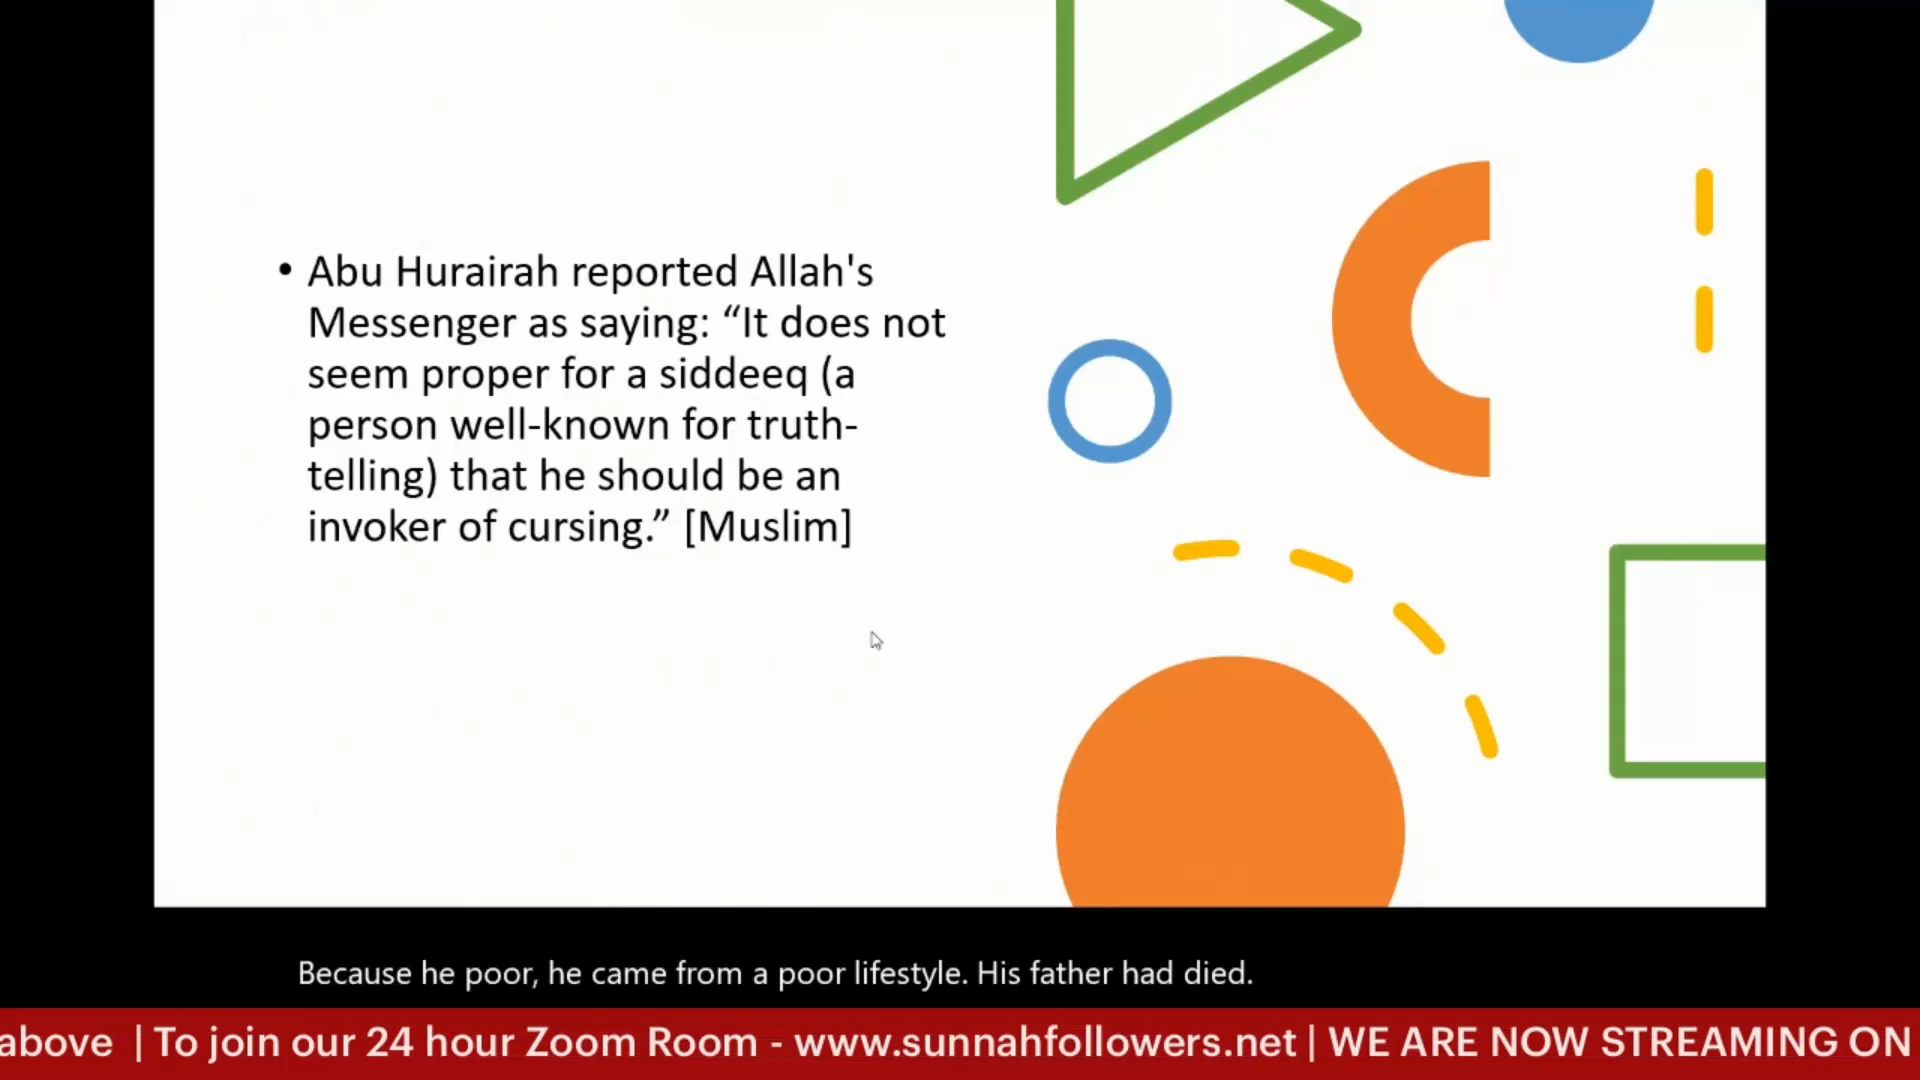 • Abu Hurairah reported Allah's
Messenger as saying: “It does not
seem proper for a siddeeq (a
person well-known for truth-
telling) that he should be an
invoker of cursing.” [Muslim]
Because he poor, he came from a poor lifestyle. His father had died.
above | To join our 24 hour Zoom Room - www.sunnahfollowers.net | WE ARE NOW STREAMING ON